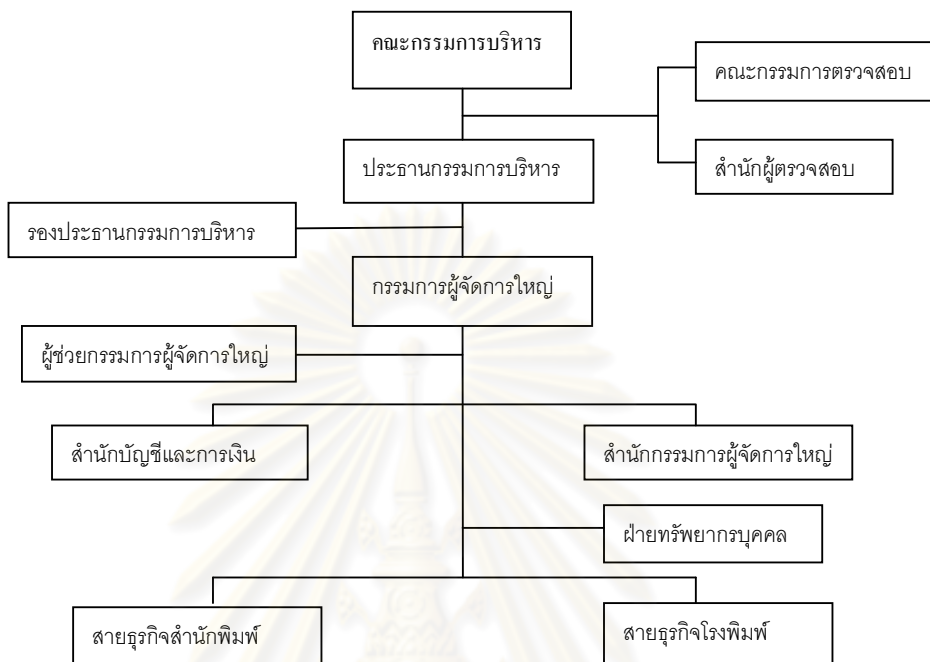 คณะกรรมการบริหาร
คณะกรรมการตรวจสอบ
ประธานกรรมการบริหาร
สำนักผู้ตรวจสอบ
รองประธานกรรมการบริหาร
กรรมการผู้จัดการใหญ่
ผู้ช่วยกรรมการผู้จัดการใหญ่
สำนักบัญชีและการเงิน
สำนักกรรมการผู้จัดการใหญ่
ฝ่ายทรัพยากรบุคคล
สายธุรกิจสำนักพิมพ์
สายธุรกิจโรงพิมพ์